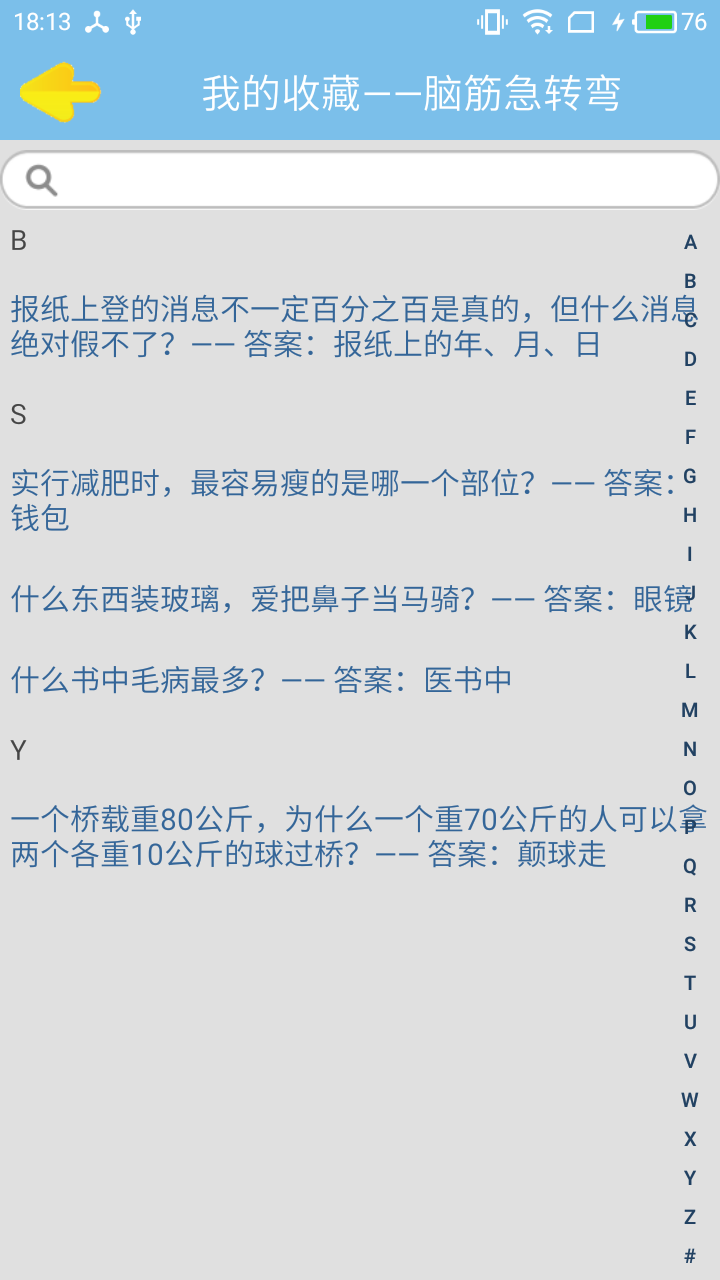 18:13
76
我的收藏——脑筋急转弯
B
报纸上登的消息不一定百分之百是真的，但什么消息
绝对假不了？ —— 答案：报纸上的年、月、日
S
实行减肥时，最容易瘦的是哪一个部位？ —— 答案：
钱包
什么东西装玻璃，爱把鼻子当马骑？ —— 答案：眼镜
什么书中毛病最多？ —— 答案：医书中
Y
一个桥载重80公斤，为什么一个重70公斤的人可以拿
两个各重10公斤的球过桥？ —— 答案：颠球走
A
B
C
D
E
F
G
H
I
J
K
L
M
N
O
P
Q
R
S
T
U
V
W
X
Y
Z
#